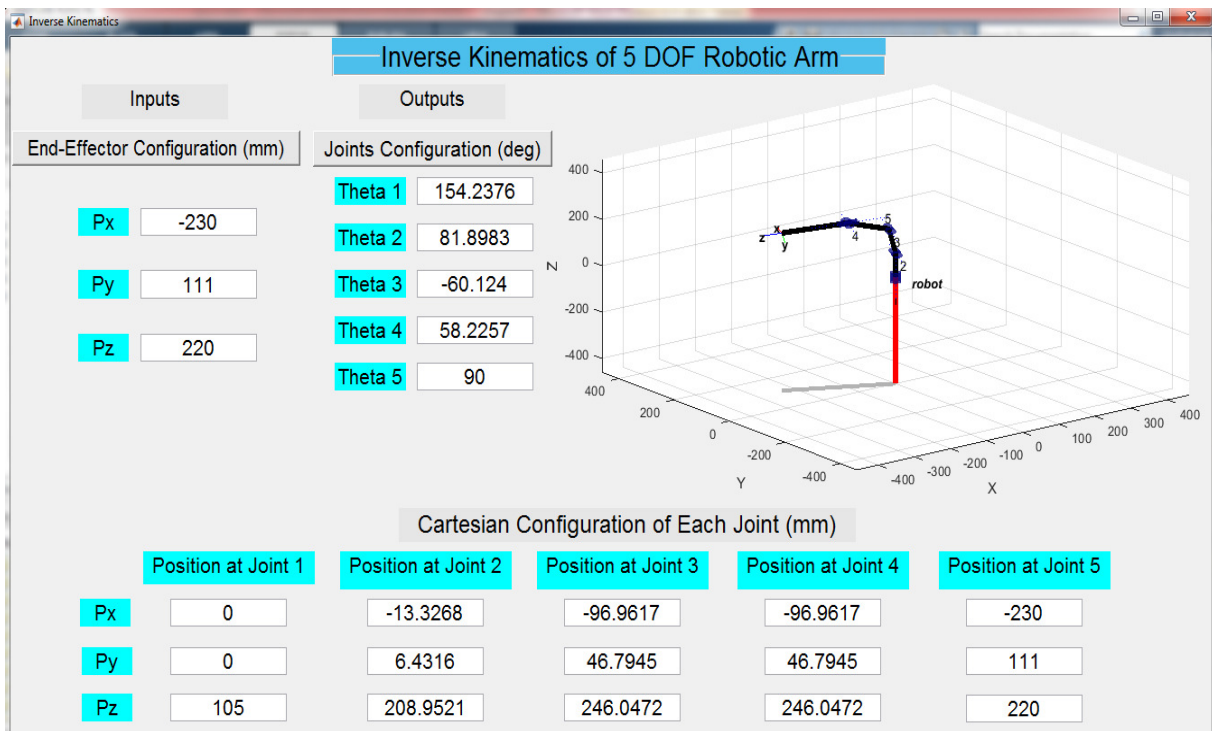 Inverse Kinematics
Inverse Kinematics of 5 DOF Robotic Arm
Inputs
Outputs
End-Effector Configuration (mm)
Joints Configuration (deg)
Px -230
Py 111
Pz 220
Theta 1 154.2376
Theta 2 81.8983
Theta 3 -60.124
Theta 4 58.2257
Theta 5 90
400
200
0
-200
-400
Z
400
200
0
-200
-400
Y
-400 -300 -200 -100 0 100 200 300 400
X
z x y
4
5
3
2
robot
Cartesian Configuration of Each Joint (mm)
Position at Joint 1 Position at Joint 2 Position at Joint 3 Position at Joint 4 Position at Joint 5
Px 0 -13.3268 -96.9617 -96.9617 -230
Py 0 6.4316 46.7945 46.7945 111
Pz 105 208.9521 246.0472 246.0472 220